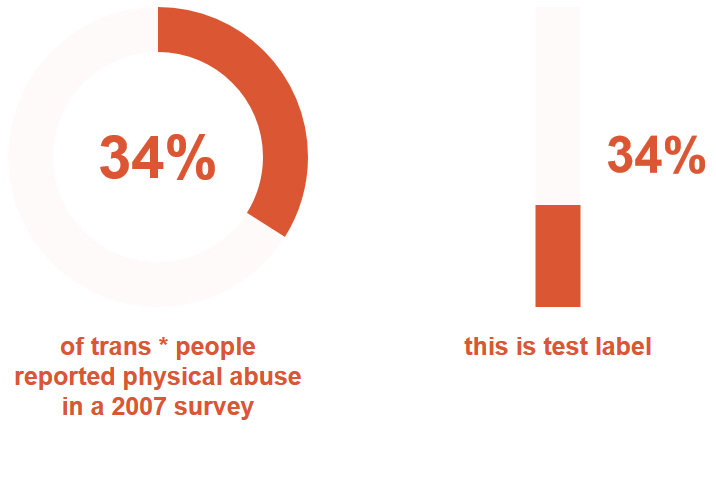 34%
of trans * people
reported physical abuse
in a 2007 survey
34%
this is test label